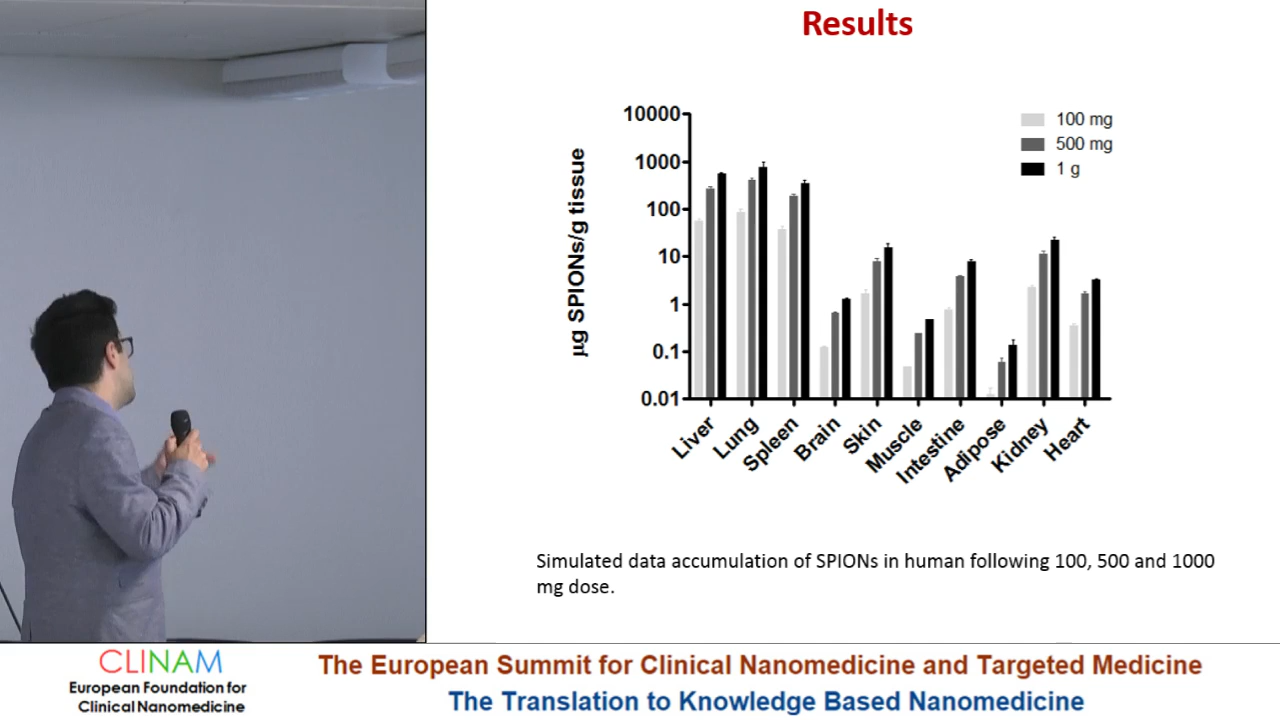 Results
10000
1000
100
10
1
0.1
0.01
µg SPIONs/g tissue
100 mg
500 mg
1 g
Liver
Lung
Spleen
Brain
Skin
Muscle
Intestine
Adipose
Kidney
Heart
Simulated data accumulation of SPIONs in human following 100, 500 and 1000
mg dose.
CLINAM
European Foundation for
Clinical Nanomedicine
The European Summit for Clinical Nanomedicine and Targeted Medicine
The Translation to Knowledge Based Nanomedicine